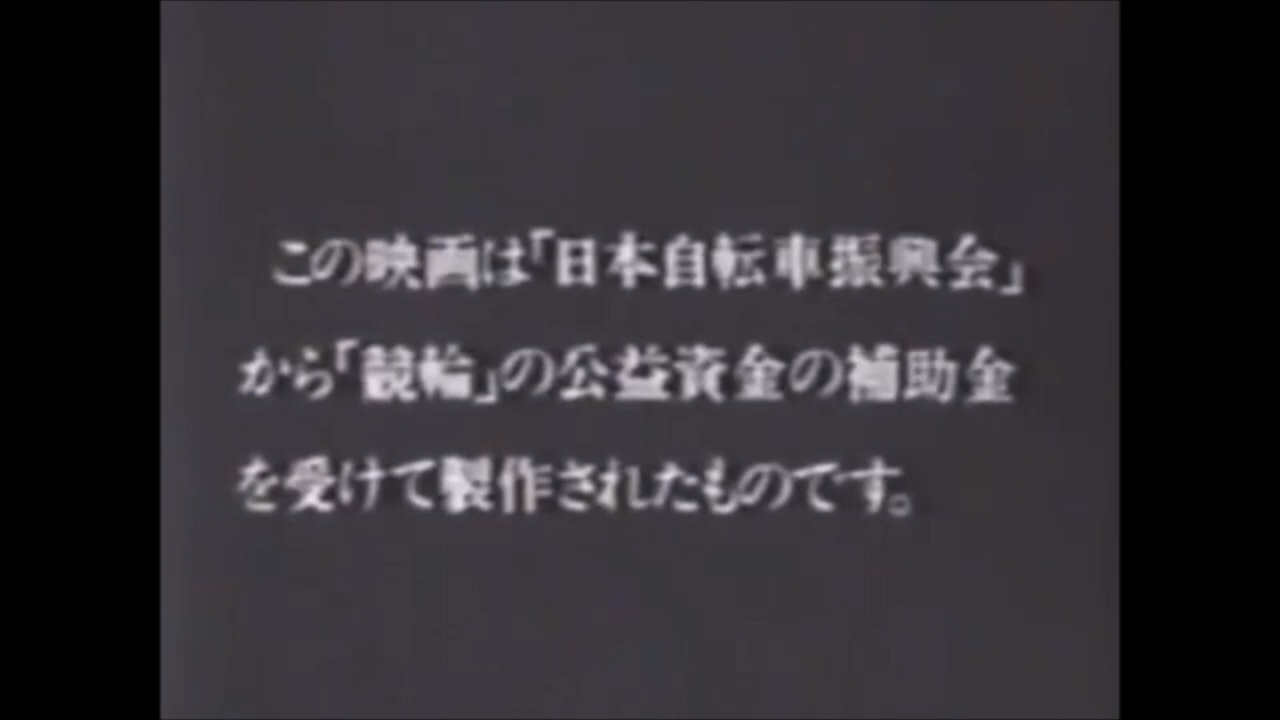 この映画は「日本自転車振興会」
から「競輪」の公益資金の補助金
を受けて製作されたものです。